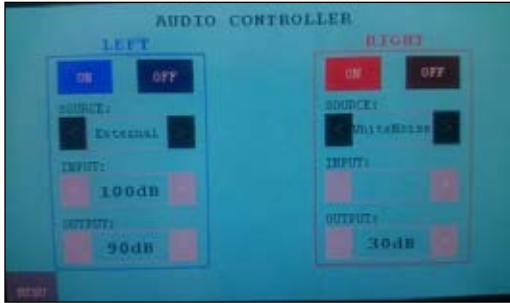 AUDIO CONTROLLER
LEFT
ON OFF
SOURCE:
< External >
INPUT:
100dB
OUTPUT:
90dB
RIGHT
ON OFF
SOURCE:
< WhiteNoise >
INPUT:
OUTPUT:
30dB
MENU